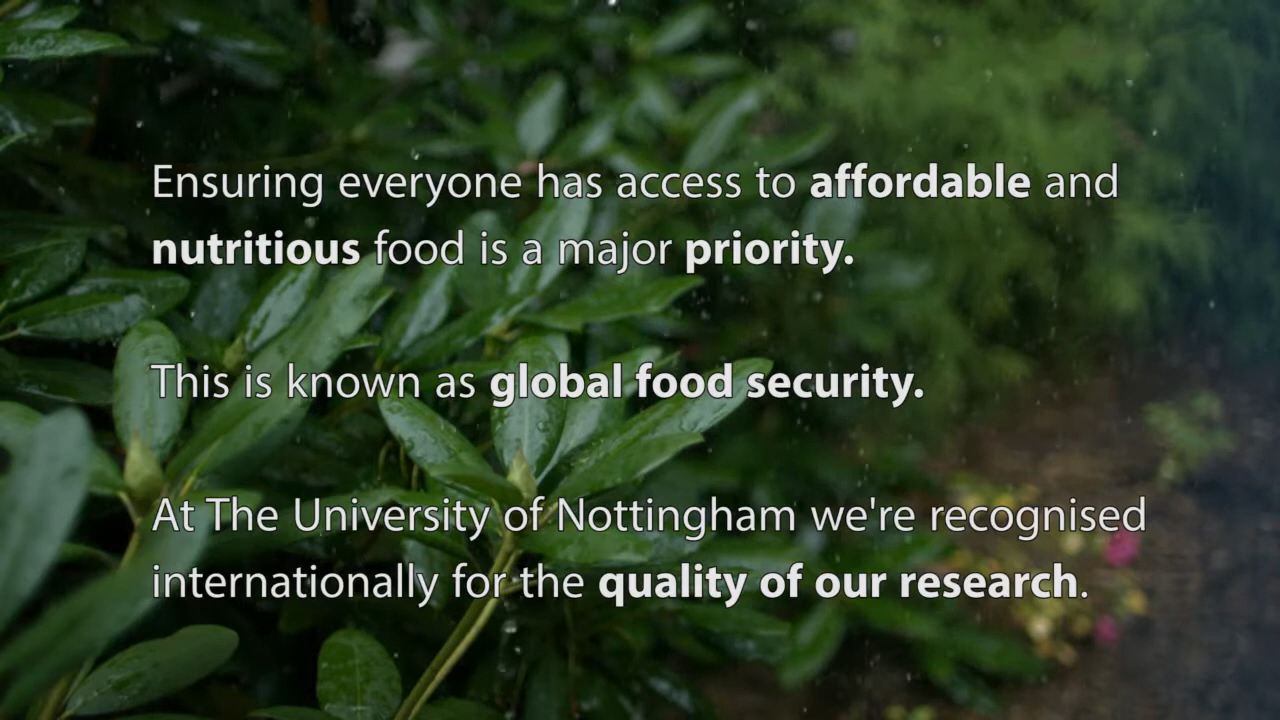 Ensuring everyone has access to affordable and
nutritious food is a major priority.
This is known as global food security.
At The University of Nottingham we're recognised
internationally for the quality of our research.